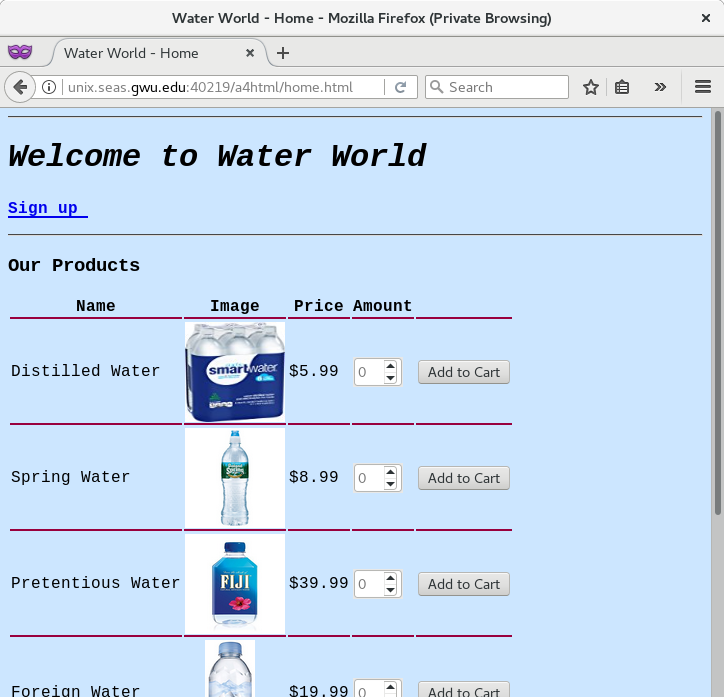 Water World - Home - Mozilla Firefox (Private Browsing)
Water World - Home
unix.seas.gwu.edu:40219/a4html/home.html
Search
Welcome to Water World
Sign up
Our Products
Name Image Price Amount
smartwater
Distilled Water $5.99 0 Add to Cart
Spring Water $8.99 0 Add to Cart
FIJI
Pretentious Water $39.99 0 Add to Cart
Foreign Water $19.99 0 Add to Cart